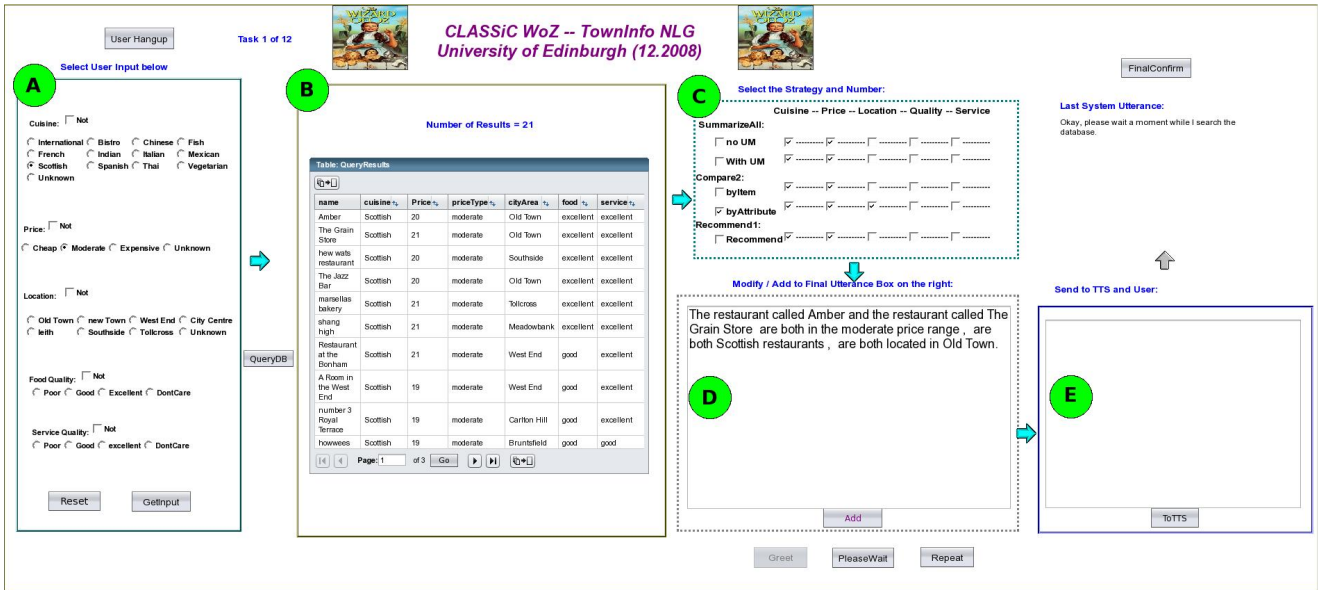 WIZARD OF OZ
CLASSiC WoZ -- TownInfo NLG
University of Edinburgh (12.2008)
WIZARD OF OZ
User Hangup
Task 1 of 12
FinalConfirm
Select User Input below
A
Cuisine: Not
International Bistro Chinese Fish
French Indian Italian Mexican
Scottish Spanish Thai Vegetarian
Unknown
Price: Not
Cheap Moderate Expensive Unknown
Location: Not
Old Town new Town West End City Centre
leith Southside Tollcross Unknown
Food Quality: Not
Poor Good Excellent DontCare
Service Quality: Not
Poor Good excellent DontCare
Reset GetInput
QueryDB
B
Number of Results = 21
Table: QueryResults
name cuisine Price priceType cityArea food service
Amber Scottish 20 moderate Old Town excellent excellent
The Grain
Store Scottish 21 moderate Old Town excellent excellent
hew wats
restaurant Scottish 20 moderate Southside excellent excellent
The Jazz
Bar Scottish 20 moderate Old Town excellent excellent
marsellas
bakery Scottish 21 moderate Tollcross excellent excellent
shang
high Scottish 21 moderate Meadowbank excellent excellent
Restaurant
at the
Bonham Scottish 21 moderate West End good excellent
A Room in
the West
End Scottish 19 moderate West End good excellent
number 3
Royal
Terrace Scottish 19 moderate Carlton Hill good excellent
howwees Scottish 19 moderate Bruntsfield good good
Page: 1 of 3 Go
C
Select the Strategy and Number:
Cuisine -- Price -- Location -- Quality -- Service
SummarizeAll:
no UM ---------- ---------- ---------- ---------- ----------
With UM ---------- ---------- ---------- ---------- ----------
Compare2:
byItem ---------- ---------- ---------- ---------- ----------
byAttribute ---------- ---------- ---------- ---------- ----------
Recommend1:
Recommend ---------- ---------- ---------- ---------- ----------
Modify / Add to Final Utterance Box on the right:
The restaurant called Amber and the restaurant called The
Grain Store are both in the moderate price range , are
both Scottish restaurants , are both located in Old Town.
D
Add
Greet PleaseWait Repeat
Last System Utterance:
Okay, please wait a moment while I search the
database.
Send to TTS and User:
E
ToTTS